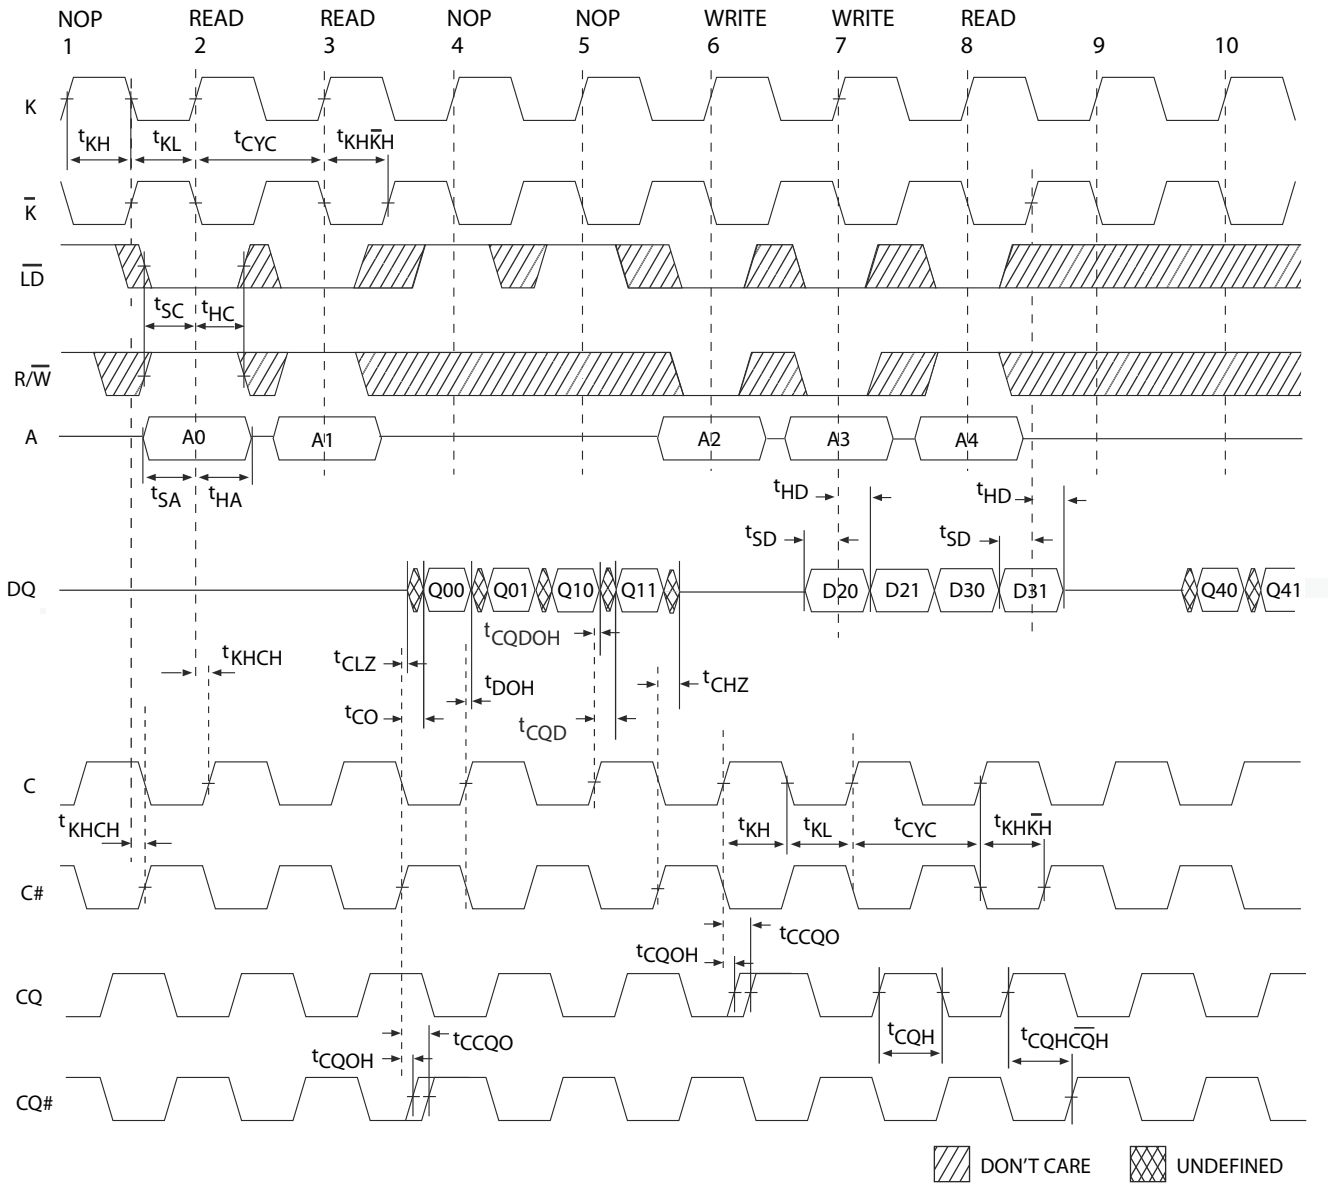 NOP READ READ NOP NOP WRITE WRITE READ
1 2 3 4 5 6 7 8 9 10
K
tKH tKL tCYC tKHK̅H
K̅
L̅D̅
tSC tHC
R/W̅
A A0 A1 A2 A3 A4
tSA tHA tHD tHD
tSD tSD
DQ Q00 Q01 Q10 Q11 D20 D21 D30 D31 Q40 Q41
tCQDOH
tKHCH tCLZ tDOH tCHZ
tCO tCQD
C
tKHCH tKH tKL tCYC tKHK̅H
C#
tCCQO
tCQOH
CQ
tCCQO tCQH tCQHC̅Q̅H
tCQOH
CQ#
DON'T CARE UNDEFINED